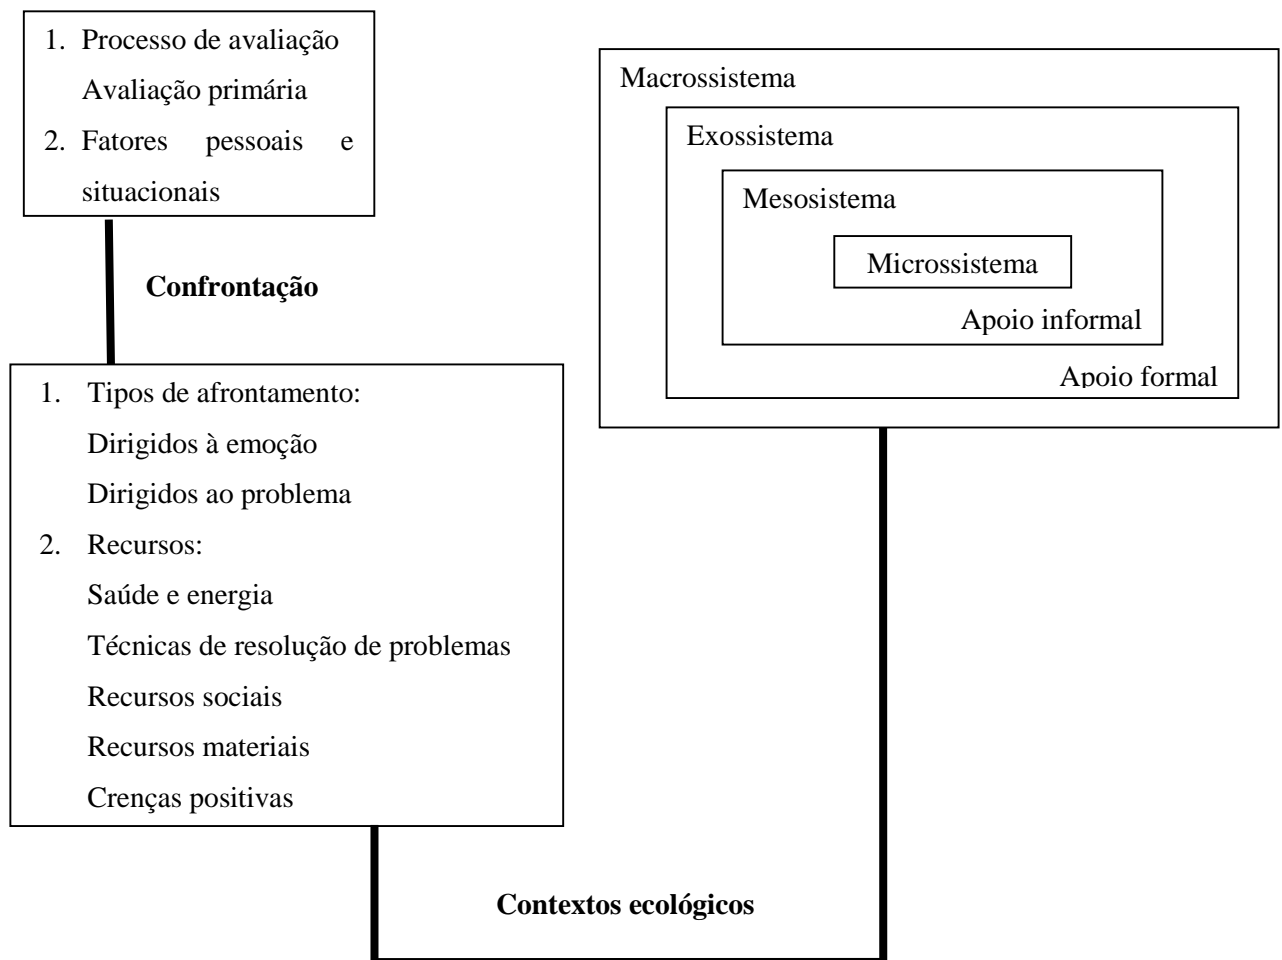 1. Processo de avaliação
Avaliação primária
2. Fatores pessoais e
situacionais
Confrontação
1. Tipos de afrontamento:
Dirigidos à emoção
Dirigidos ao problema
2. Recursos:
Saúde e energia
Técnicas de resolução de problemas
Recursos sociais
Recursos materiais
Crenças positivas
Macrossistema
Exossistema
Mesosistema
Microssistema
Apoio informal
Apoio formal
Contextos ecológicos